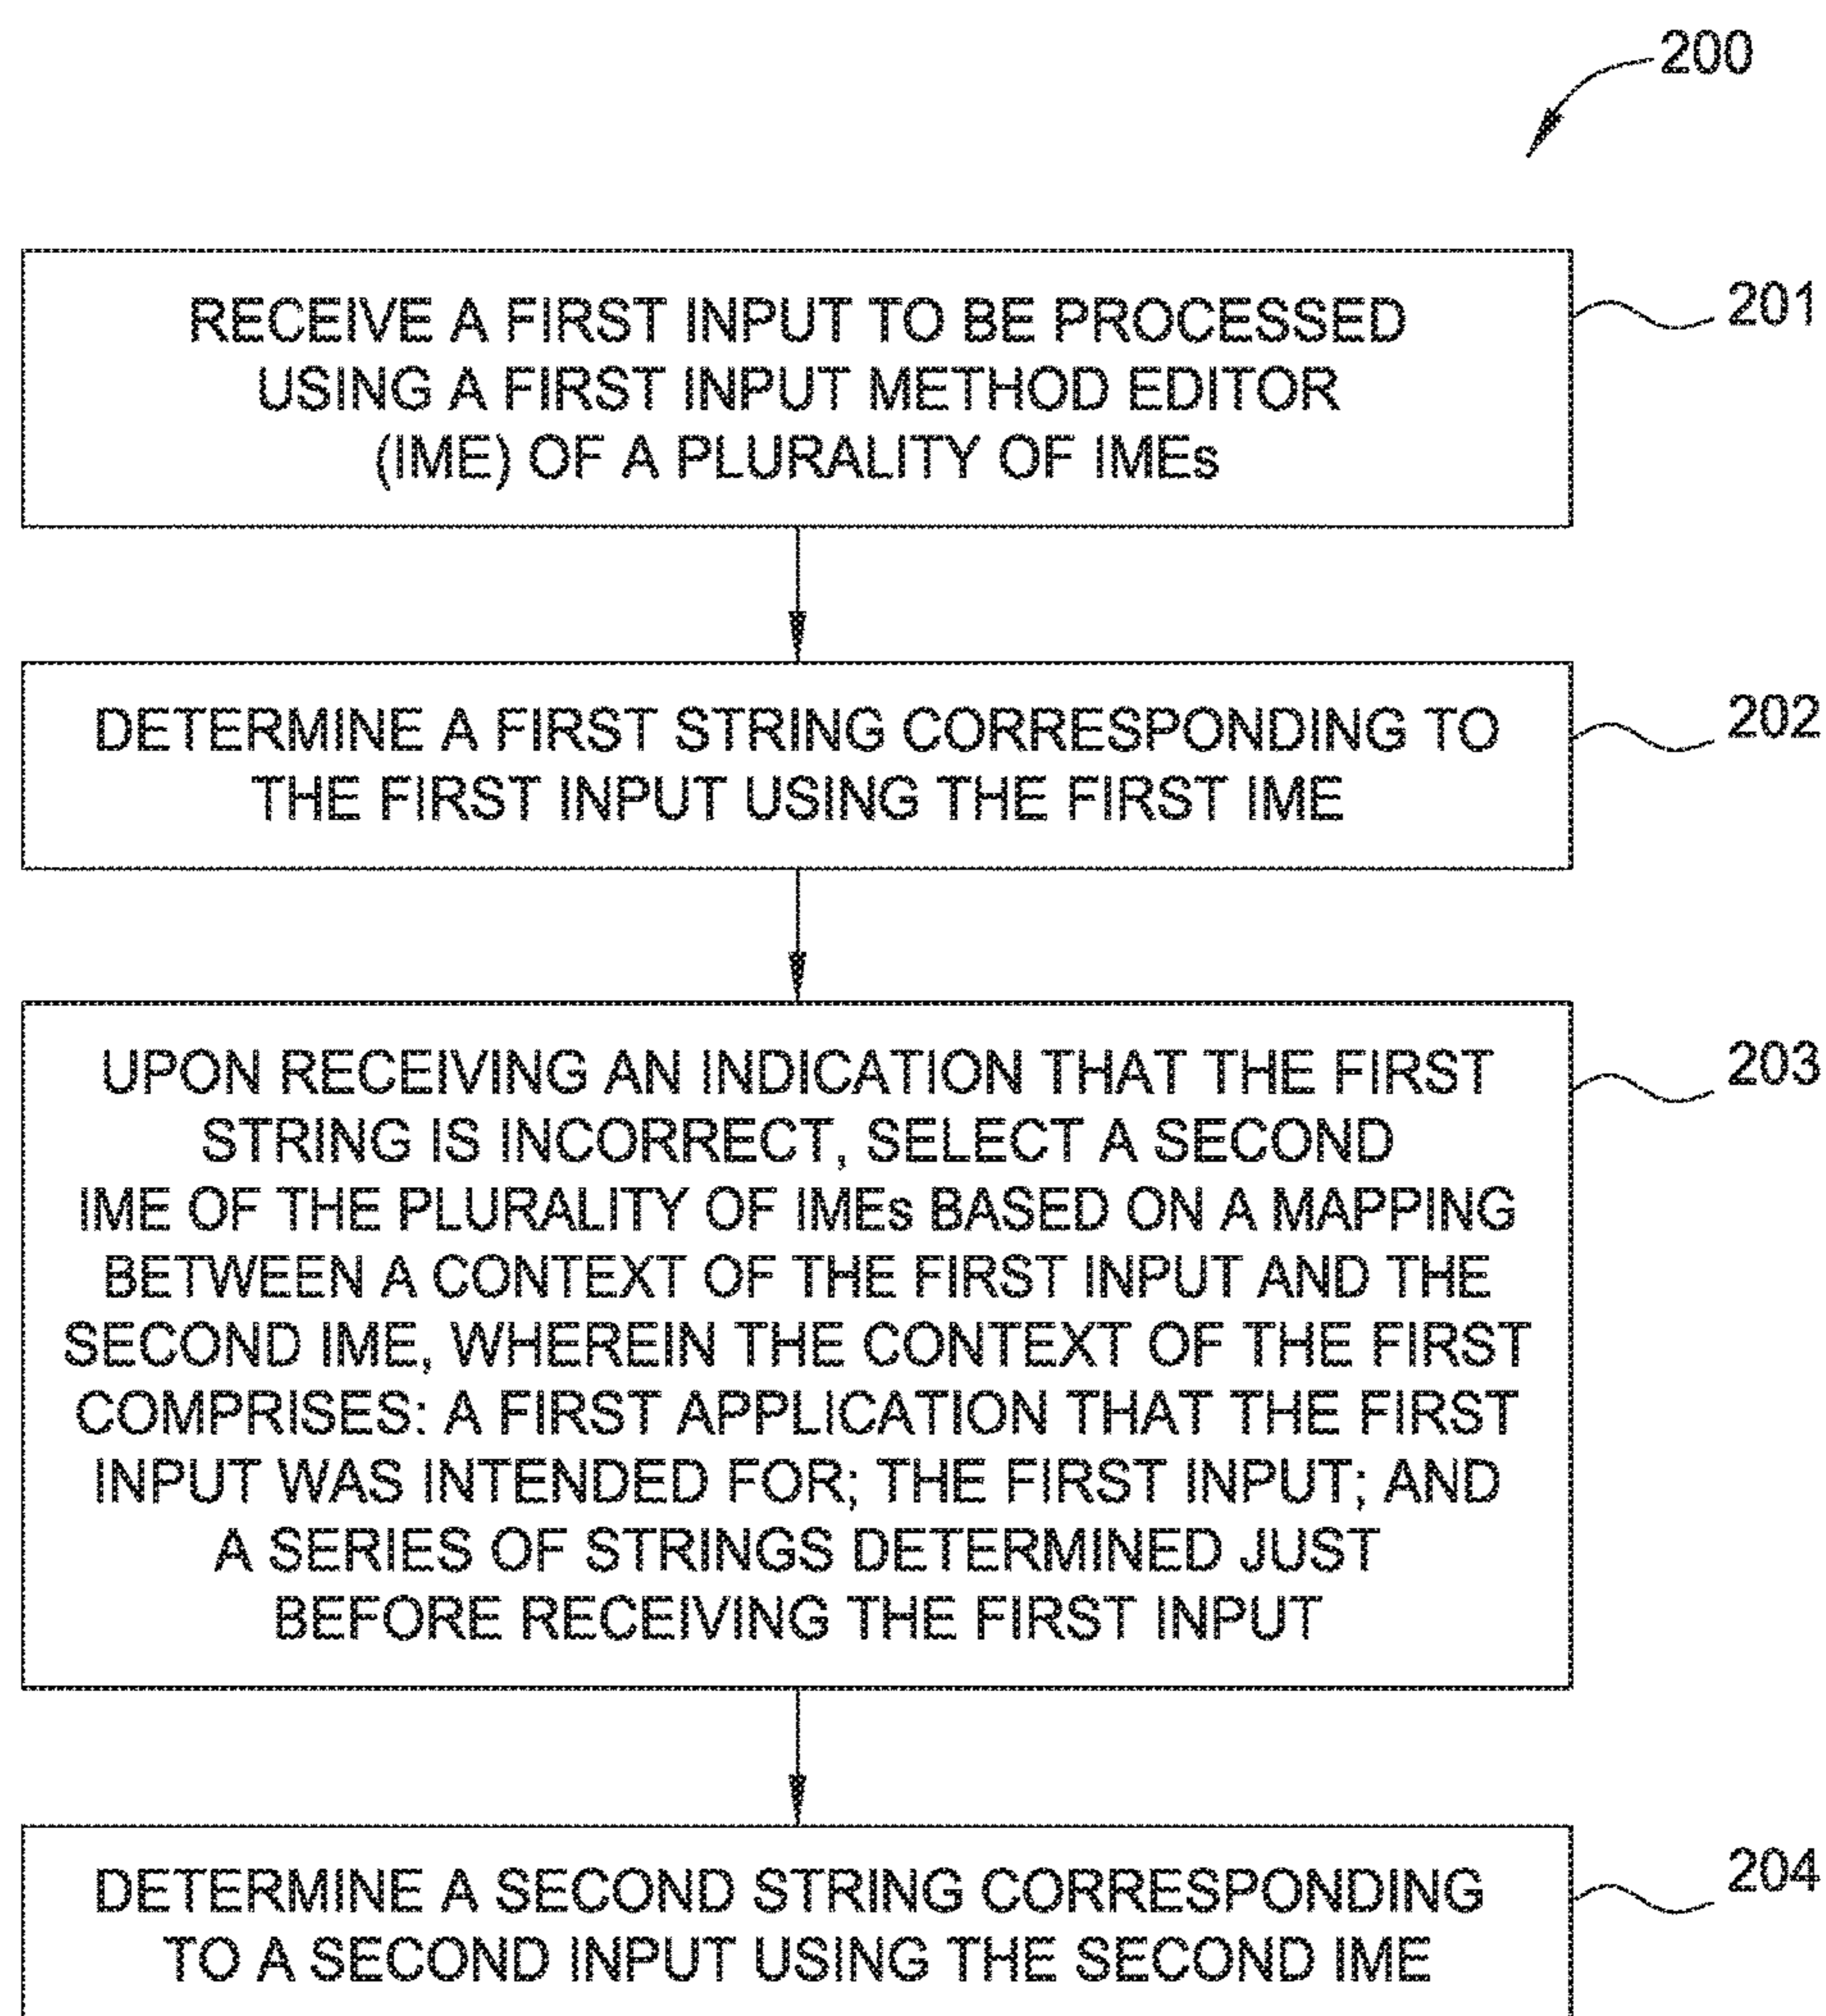 200
RECEIVE A FIRST INPUT TO BE PROCESSED
USING A FIRST INPUT METHOD EDITOR
(IME) OF A PLURALITY OF IMEs
201
DETERMINE A FIRST STRING CORRESPONDING TO
THE FIRST INPUT USING THE FIRST IME
202
UPON RECEIVING AN INDICATION THAT THE FIRST
STRING IS INCORRECT, SELECT A SECOND
IME OF THE PLURALITY OF IMEs BASED ON A MAPPING
BETWEEN A CONTEXT OF THE FIRST INPUT AND THE
SECOND IME, WHEREIN THE CONTEXT OF THE FIRST
COMPRISES: A FIRST APPLICATION THAT THE FIRST
INPUT WAS INTENDED FOR; THE FIRST INPUT; AND
A SERIES OF STRINGS DETERMINED JUST
BEFORE RECEIVING THE FIRST INPUT
203
DETERMINE A SECOND STRING CORRESPONDING
TO A SECOND INPUT USING THE SECOND IME
204